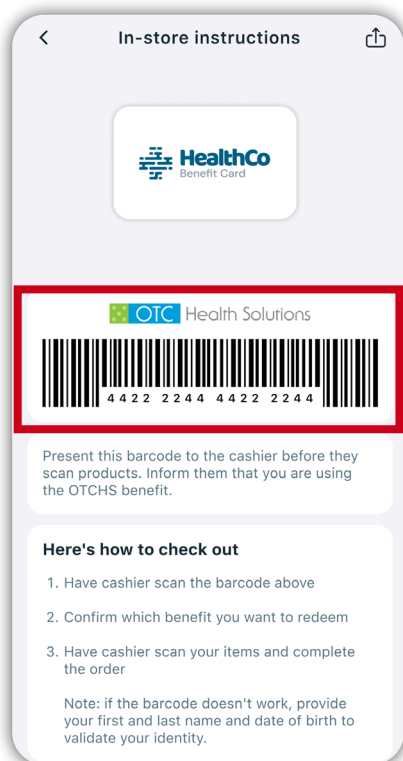 In-store instructions
HealthCo
Benefit Card
OTC Health Solutions
4422 2244 4422 2244
Present this barcode to the cashier before they
scan products. Inform them that you are using
the OTCHS benefit.
Here's how to check out
1. Have cashier scan the barcode above
2. Confirm which benefit you want to redeem
3. Have cashier scan your items and complete
the order
Note: if the barcode doesn't work, provide
your first and last name and date of birth to
validate your identity.